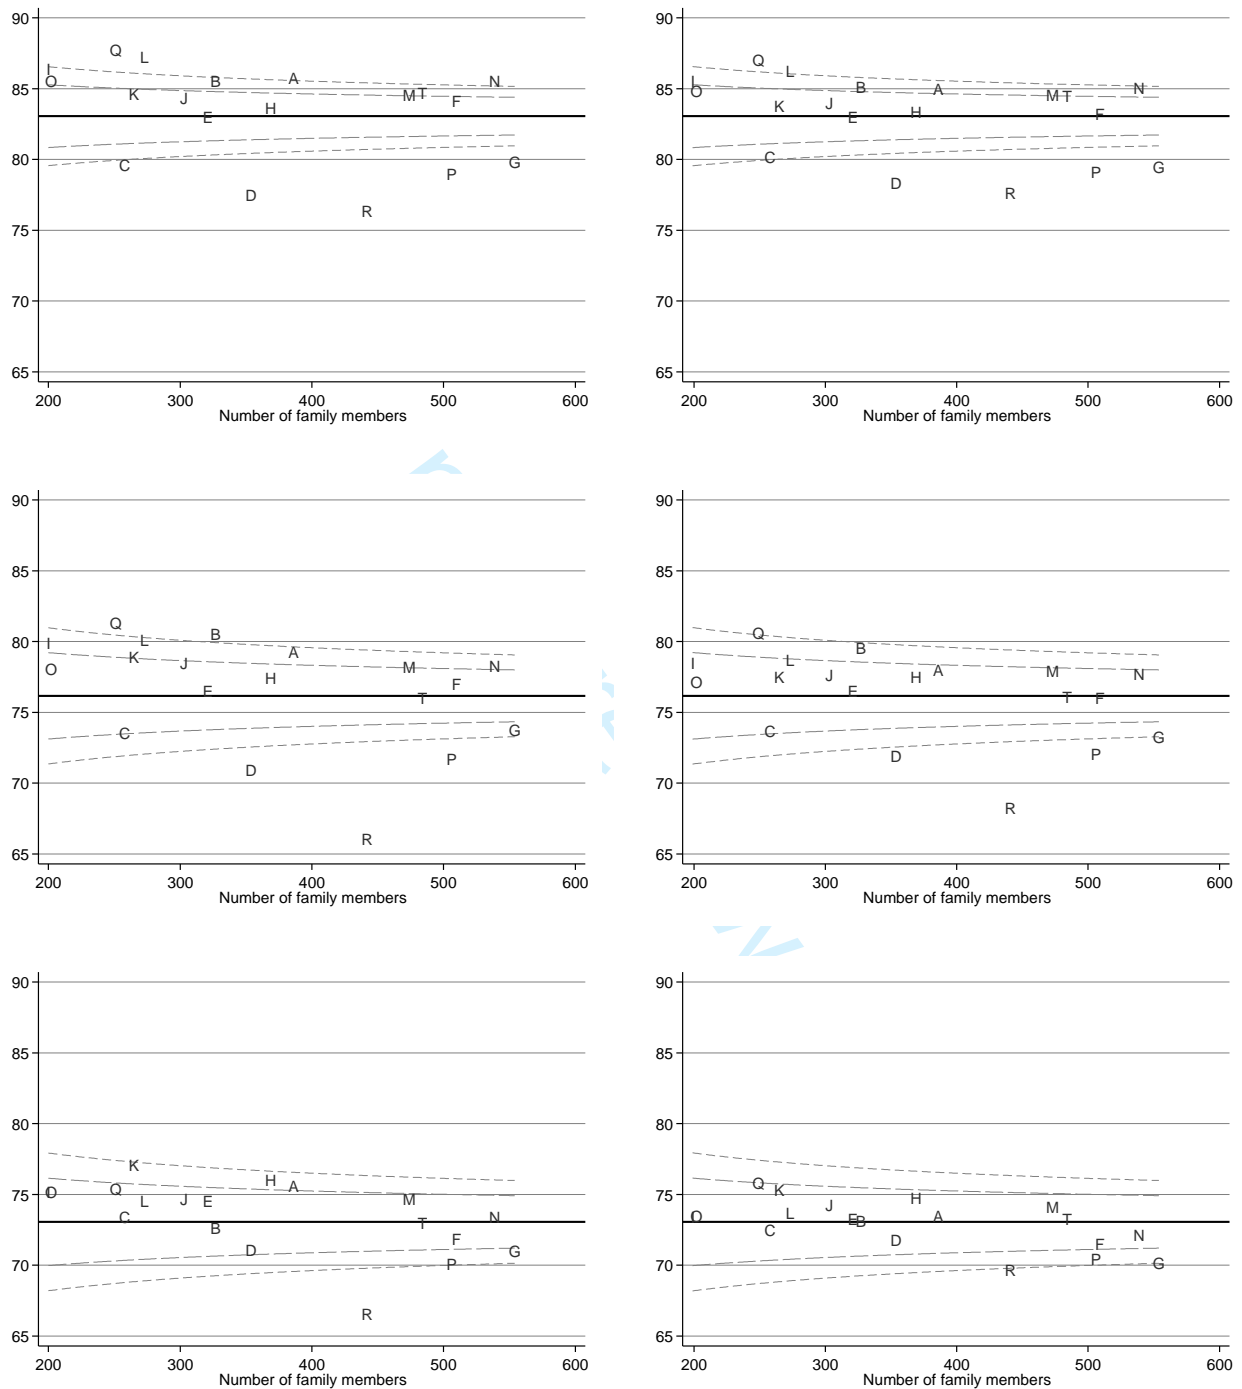 90 90
Q Q
I L L
O B A N I B A N
85 K M T 85 O K M T
J F J
H H F
E E
80 C G 80 C
P P G
D D
R R
75 75
70 70
65 65
200 300 400 500 600 200 300 400 500 600
Number of family members Number of family members
90 90
85 85
Q
80 I L B 80 Q B
K A I L
O J H M N K J H A M N
F O
E T E T F
75 75
C G C G
D P D P
70 70
R
R
65 65
200 300 400 500 600 200 300 400 500 600
Number of family members Number of family members
90 90
85 85
80 80
K
H
75 O Q L J E A M 75 Q K H
C N L J M
B T O E B A T
F C D N
D G F
70 P 70 R P G
R
65 65
200 300 400 500 600 200 300 400 500 600
Number of family members Number of family members